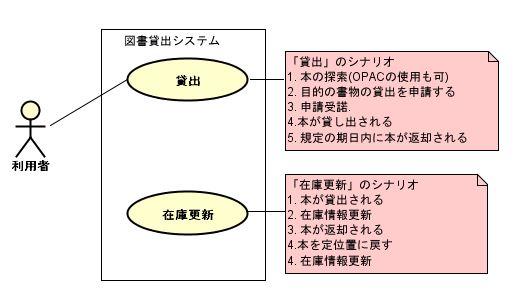 図書貸出システム
貸出
利用者
在庫更新
「貸出」のシナリオ
1. 本の探索(OPACの使用も可)
2. 目的の書物の貸出を申請する
3. 申請受諾.
4.本が貸し出される
5. 規定の期日内に本が返却される
「在庫更新」のシナリオ
1. 本が貸出される
2. 在庫情報更新
3. 本が返却される
4.本を定位置に戻す
4. 在庫情報更新